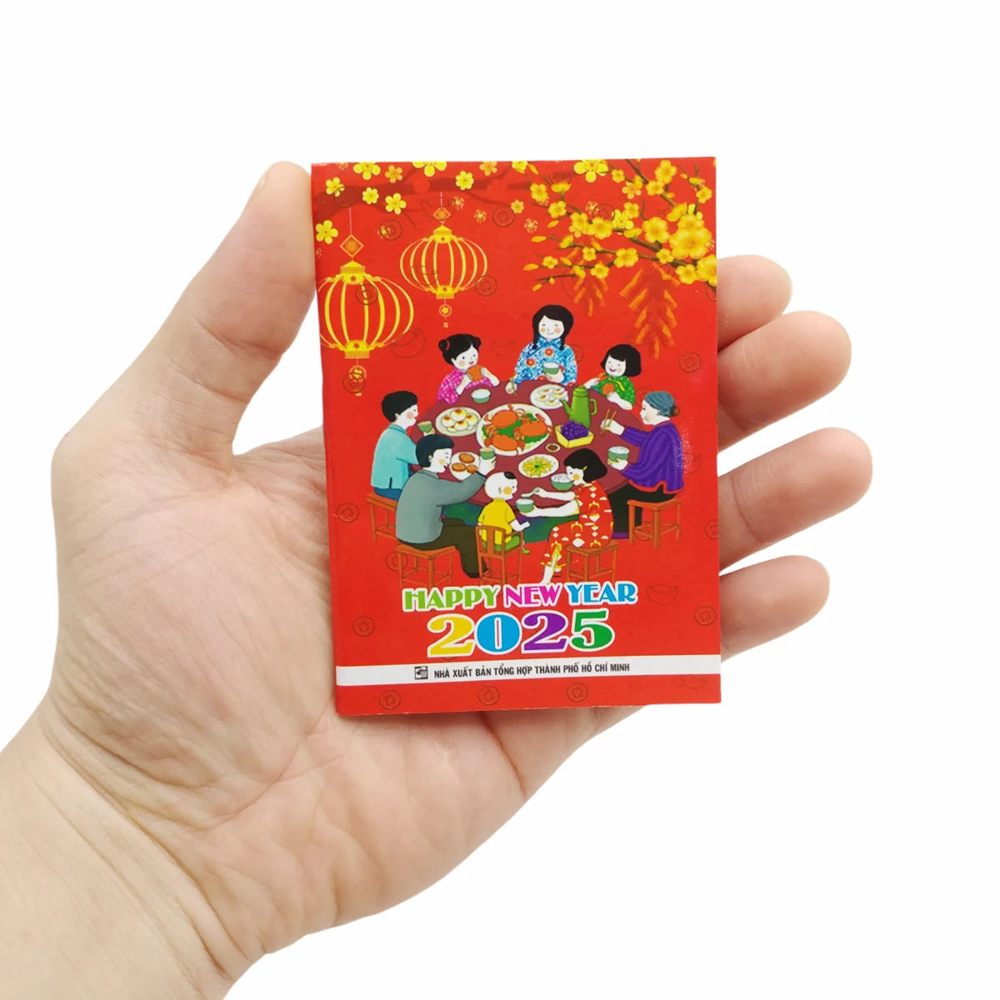 HAPPY NEW YEAR
2025
NHÀ XUẤT BẢN TỔNG HỢP THÀNH PHỐ HỒ CHÍ MINH